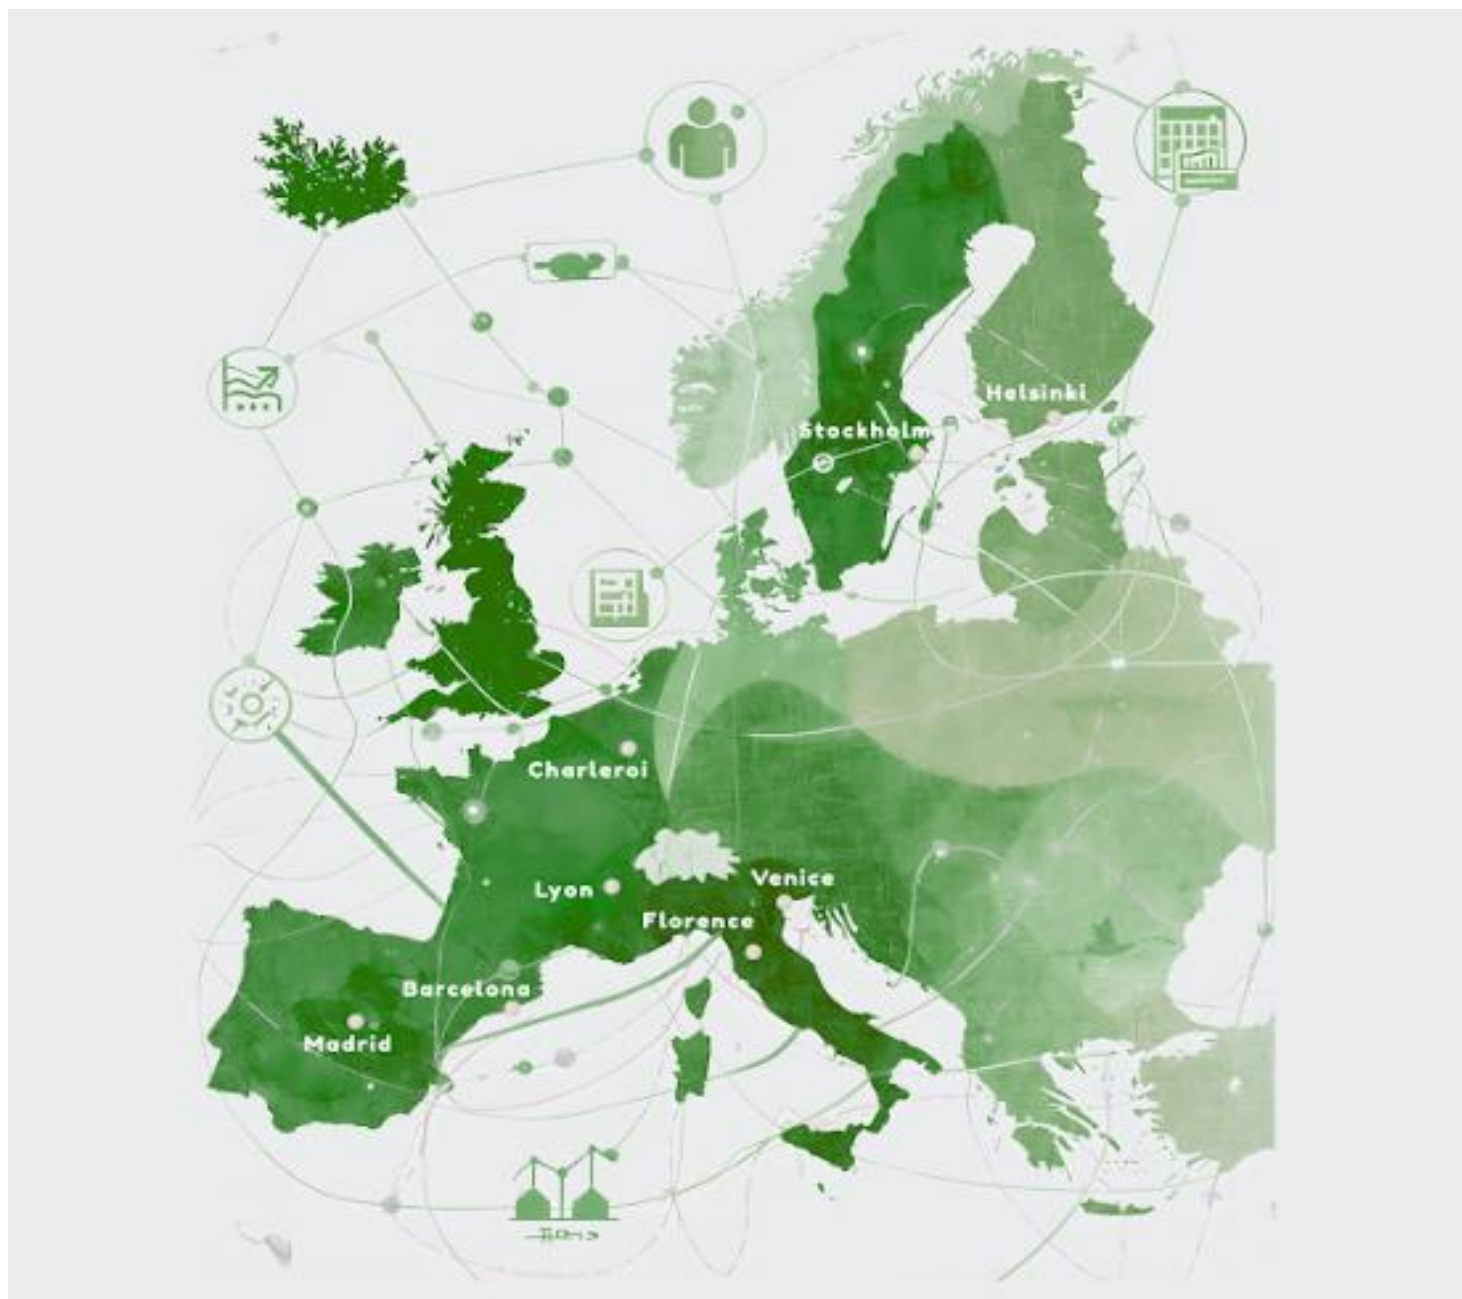 Helsinki
Stockholm
Charleroi
Lyon
Venice
Florence
Barcelona
Madrid